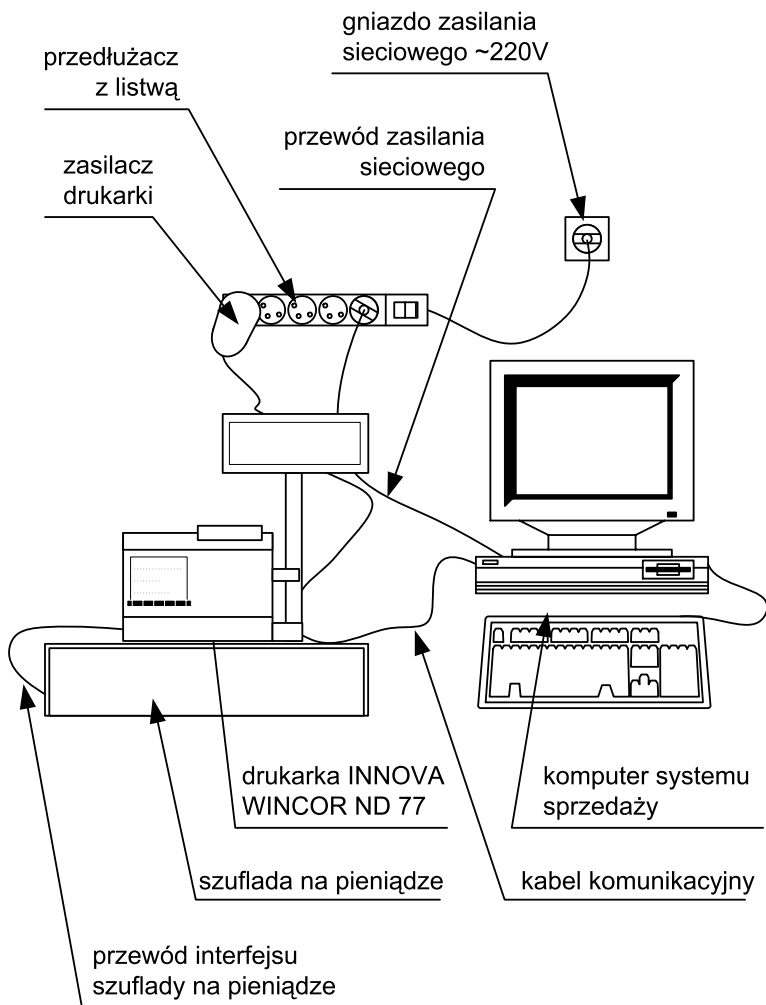 gniazdo zasilania
sieciowego ~220V
przedłużacz
z listwą
przewód zasilania
sieciowego
zasilacz
drukarki
drukarka INNOVA
WINCOR ND 77
komputer systemu
sprzedaży
szuflada na pieniądze
kabel komunikacyjny
przewód interfejsu
szuflady na pieniądze